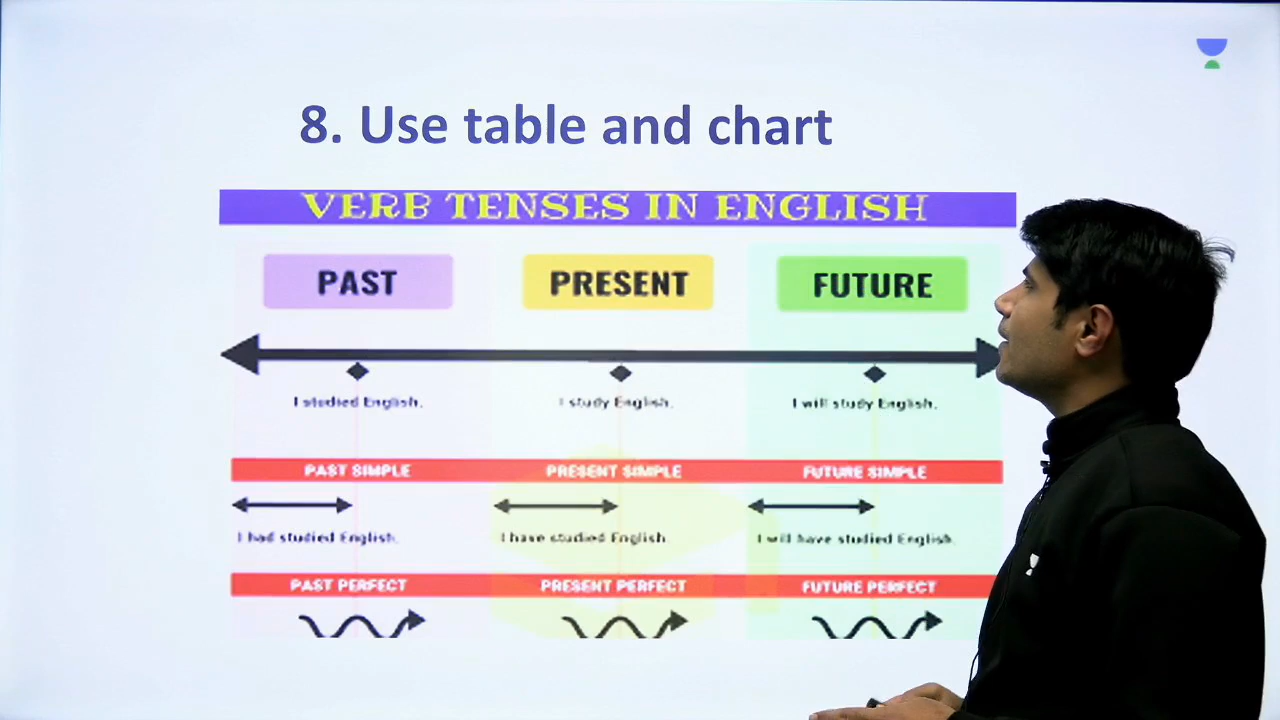 8. Use table and chart
VERB TENSES IN ENGLISH
PAST PRESENT FUTURE
I studied English. I study English. I will study English.
PAST SIMPLE PRESENT SIMPLE FUTURE SIMPLE
I had studied English. I have studied English. I will have studied English.
PAST PERFECT PRESENT PERFECT FUTURE PERFECT